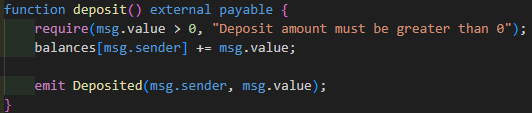 function deposit() external payable {
    require(msg.value > 0, "Deposit amount must be greater than 0");
    balances[msg.sender] += msg.value;

    emit Deposited(msg.sender, msg.value);
}